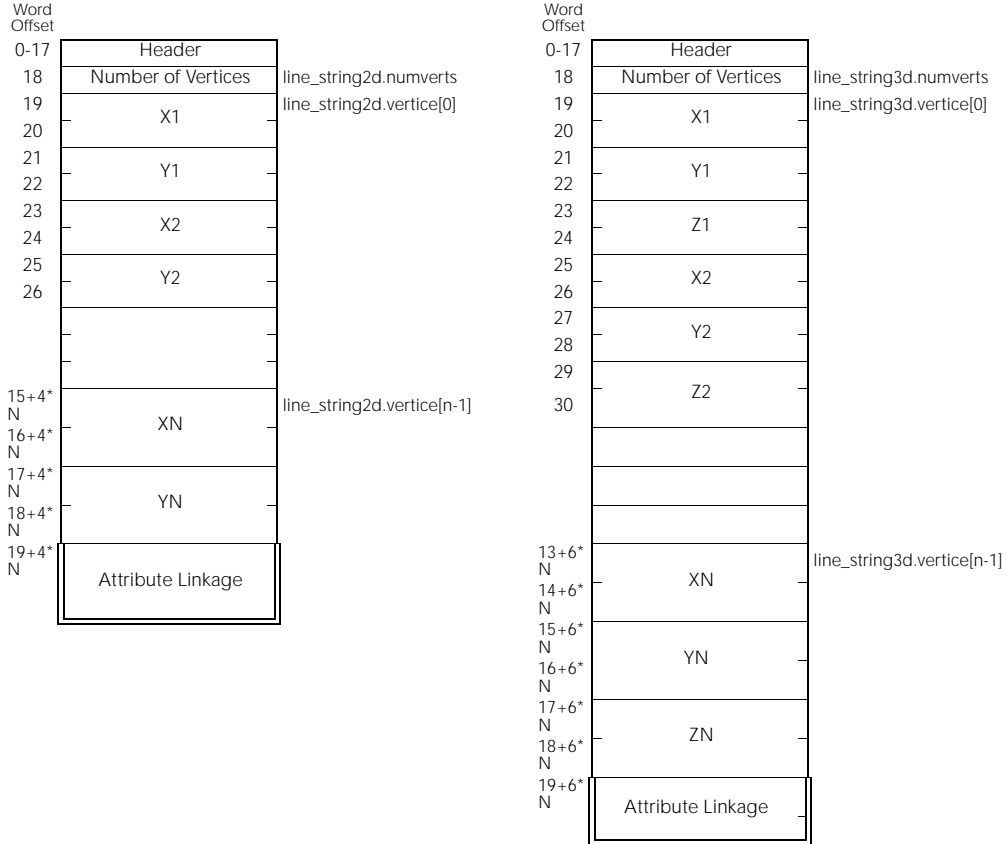 Word
Offset
0-17 Header
18 Number of Vertices line_string2d.numverts
19 line_string2d.vertice[0]
X1
20
21
Y1
22
23
X2
24
25
Y2
26
15+4*
N
line_string2d.vertice[n-1]
XN
16+4*
N
17+4*
N
YN
18+4*
N
19+4*
N
Attribute Linkage
Word
Offset
0-17 Header
18 Number of Vertices line_string3d.numverts
19 line_string3d.vertice[0]
X1
20
21
Y1
22
23
Z1
24
25
X2
26
27
Y2
28
29
Z2
30
13+6*
N
line_string3d.vertice[n-1]
XN
14+6*
N
15+6*
N
YN
16+6*
N
17+6*
N
ZN
18+6*
N
19+6*
N
Attribute Linkage